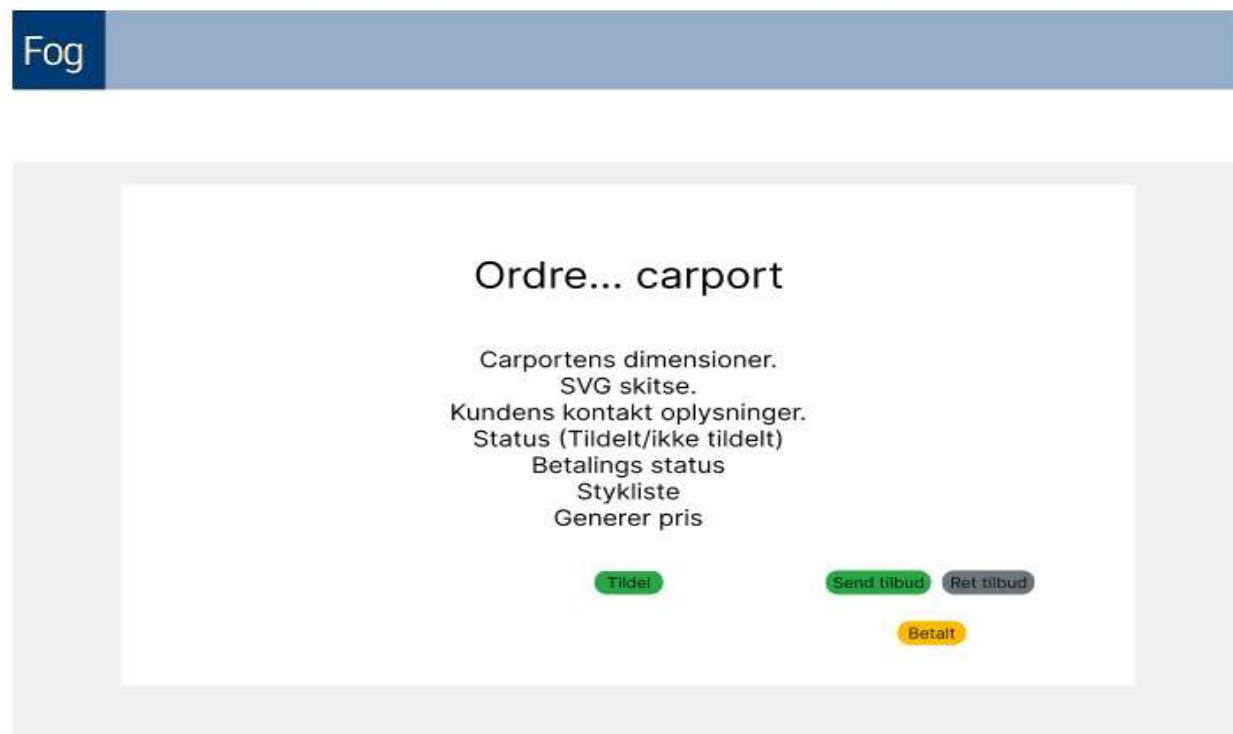 Fog
Ordre... carport
Carportens dimensioner.
SVG skitse.
Kundens kontakt oplysninger.
Status (Tildelt/ikke tildelt)
Betalings status
Stykliste
Generer pris
Tildel
Send tilbud
Ret tilbud
Betalt